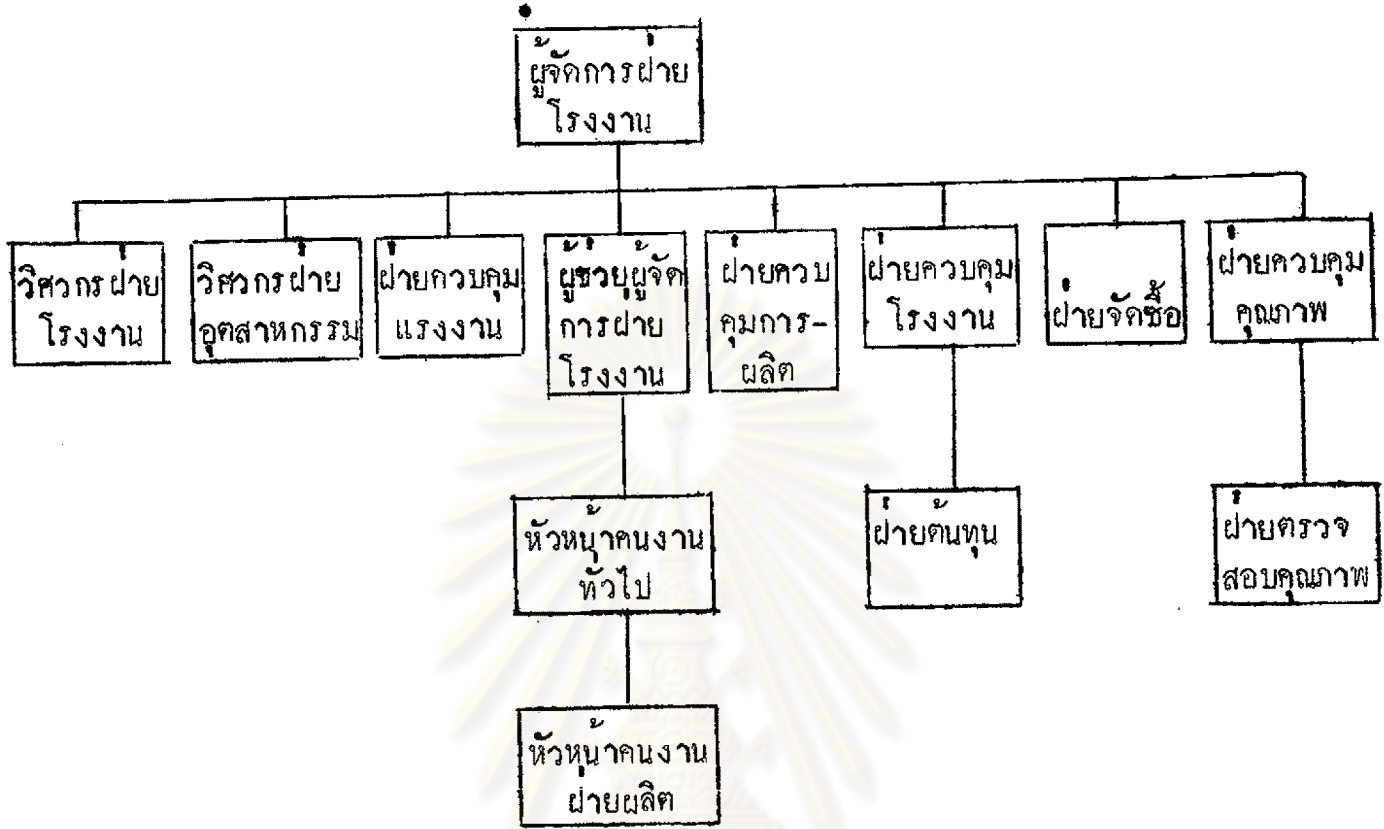 ผู้จัดการฝ่าย
โรงงาน
วิศวกรฝ่าย
โรงงาน
วิศวกรฝ่าย
อุตสาหกรรม
ฝ่ายควบคุม
แรงงาน
ผู้ช่วยผู้จัด
การฝ่าย
โรงงาน
ฝ่ายควบ
คุมการ-
ผลิต
ฝ่ายควบคุม
โรงงาน
ฝ่ายจัดซื้อ
ฝ่ายควบคุม
คุณภาพ
หัวหน้าคนงาน
ทั่วไป
ฝ่ายต้นทุน
ฝ่ายตรวจ
สอบคุณภาพ
หัวหน้าคนงาน
ฝ่ายผลิต